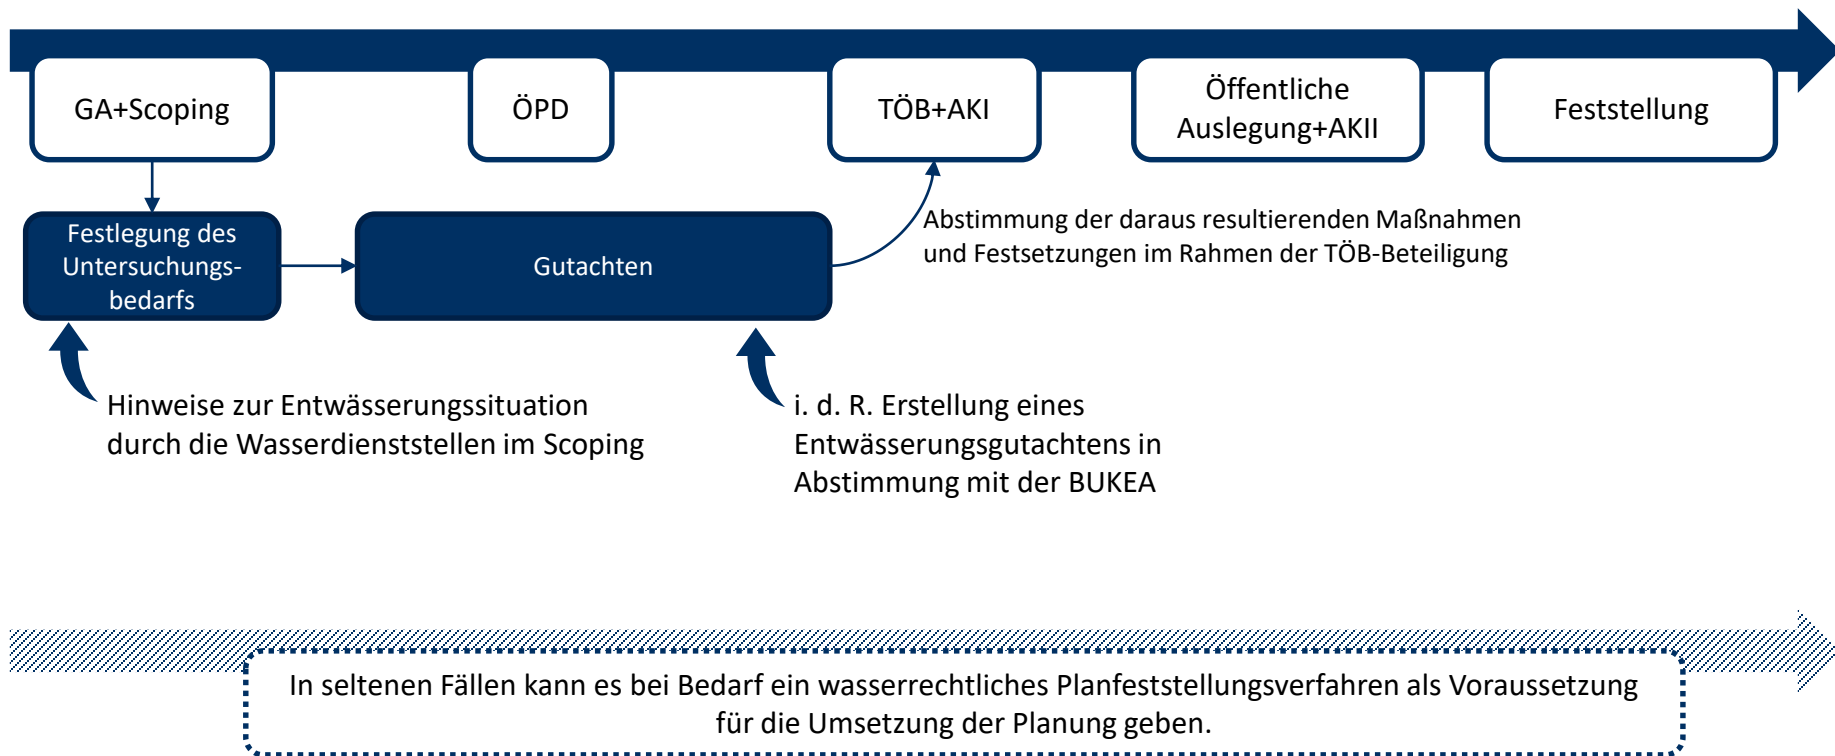 GA+Scoping
ÖPD
TÖB+AKI
Öffentliche
Auslegung+AKII
Feststellung
Festlegung des
Untersuchungs-
bedarfs
Gutachten
Abstimmung der daraus resultierenden Maßnahmen
und Festsetzungen im Rahmen der TÖB-Beteiligung
Hinweise zur Entwässerungssituation
durch die Wasserdienststellen im Scoping
i. d. R. Erstellung eines
Entwässerungsgutachtens in
Abstimmung mit der BUKEA
In seltenen Fällen kann es bei Bedarf ein wasserrechtliches Planfeststellungsverfahren als Voraussetzung
für die Umsetzung der Planung geben.